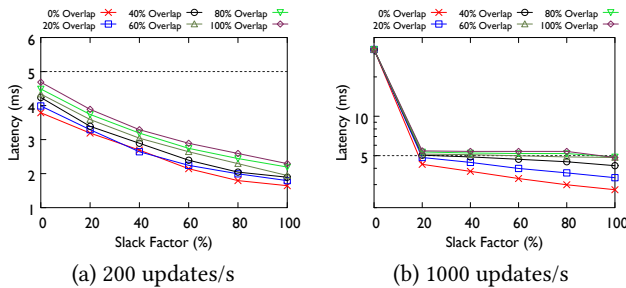 0% Overlap 40% Overlap 80% Overlap
20% Overlap 60% Overlap 100% Overlap
6
5
4
3
2
1
Latency (ms)
0 20 40 60 80 100
Slack Factor (%)
(a) 200 updates/s
0% Overlap 40% Overlap 80% Overlap
20% Overlap 60% Overlap 100% Overlap
10
5
Latency (ms)
0 20 40 60 80 100
Slack Factor (%)
(b) 1000 updates/s